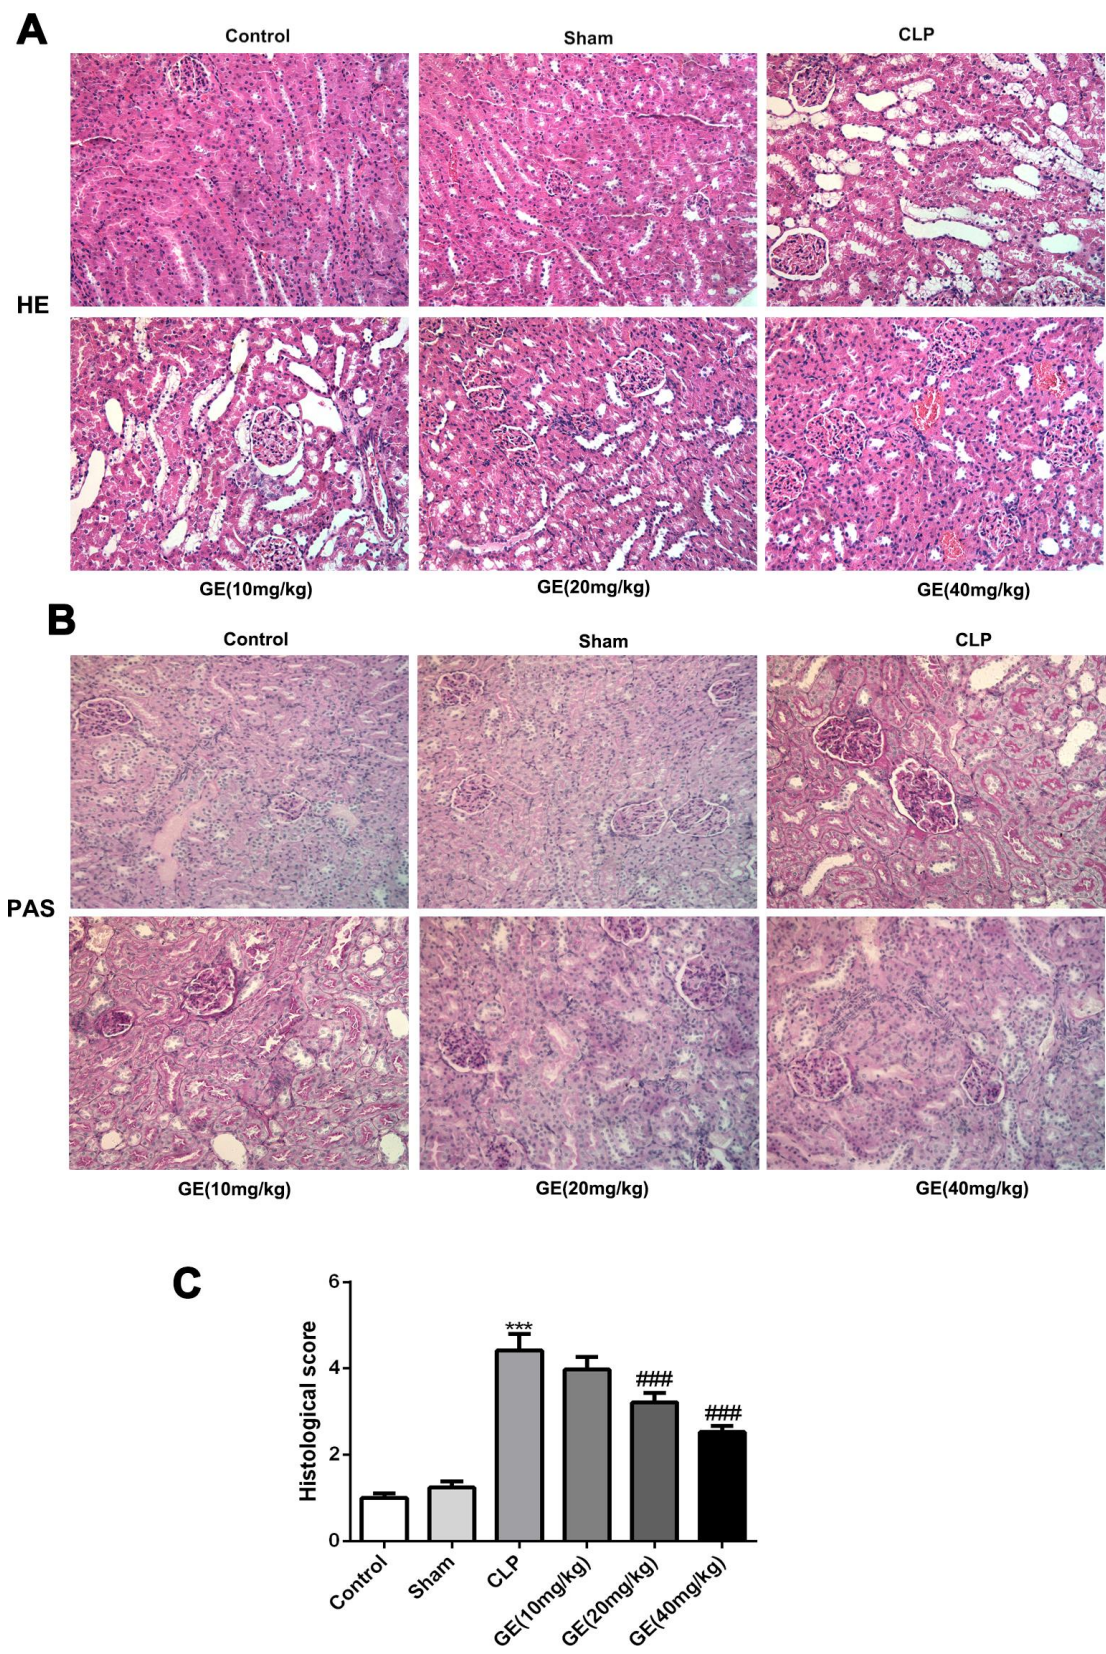 A
Control
Sham
CLP
HE
GE(10mg/kg)
GE(20mg/kg)
GE(40mg/kg)
B
Control
Sham
CLP
PAS
GE(10mg/kg)
GE(20mg/kg)
GE(40mg/kg)
C
Histological score
6
4
2
0
***
###
###
Control
Sham
CLP
GE(10mg/kg)
GE(20mg/kg)
GE(40mg/kg)